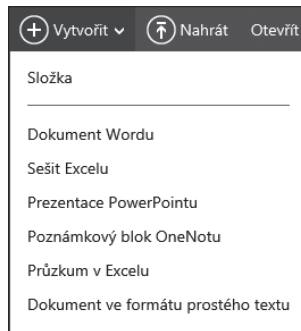 Vytvořit Nahrát Otevřít
Složka
Dokument Wordu
Sešit Excelu
Prezentace PowerPointu
Poznámkový blok OneNotu
Průzkum v Excelu
Dokument ve formátu prostého textu